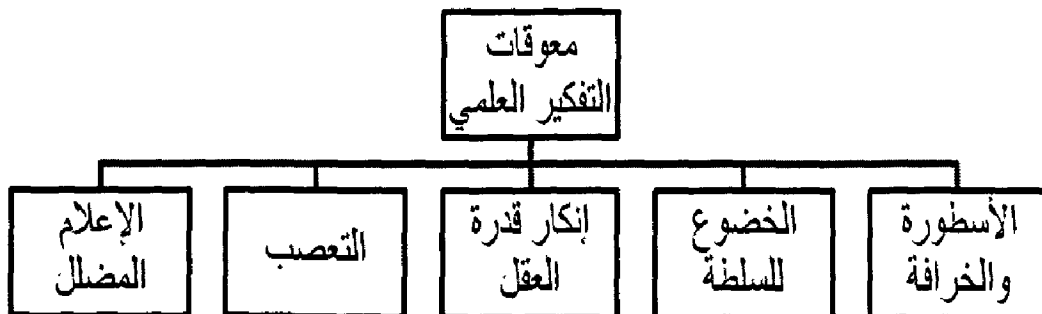 معوقات
التفكير العلمي
الأسطورة
والخرافة
الخضوع
للسلطة
إنكار قدرة
العقل
التعصب
الإعلام
المضلل